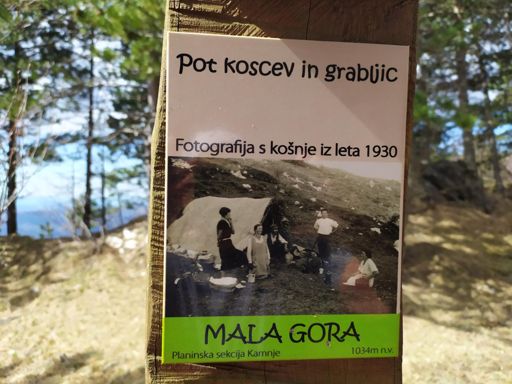 Pot koscev in grabljic
Fotografija s košnje iz leta 1930
MALA GORA
Planinska sekcija Kamnje 1034m n.v.